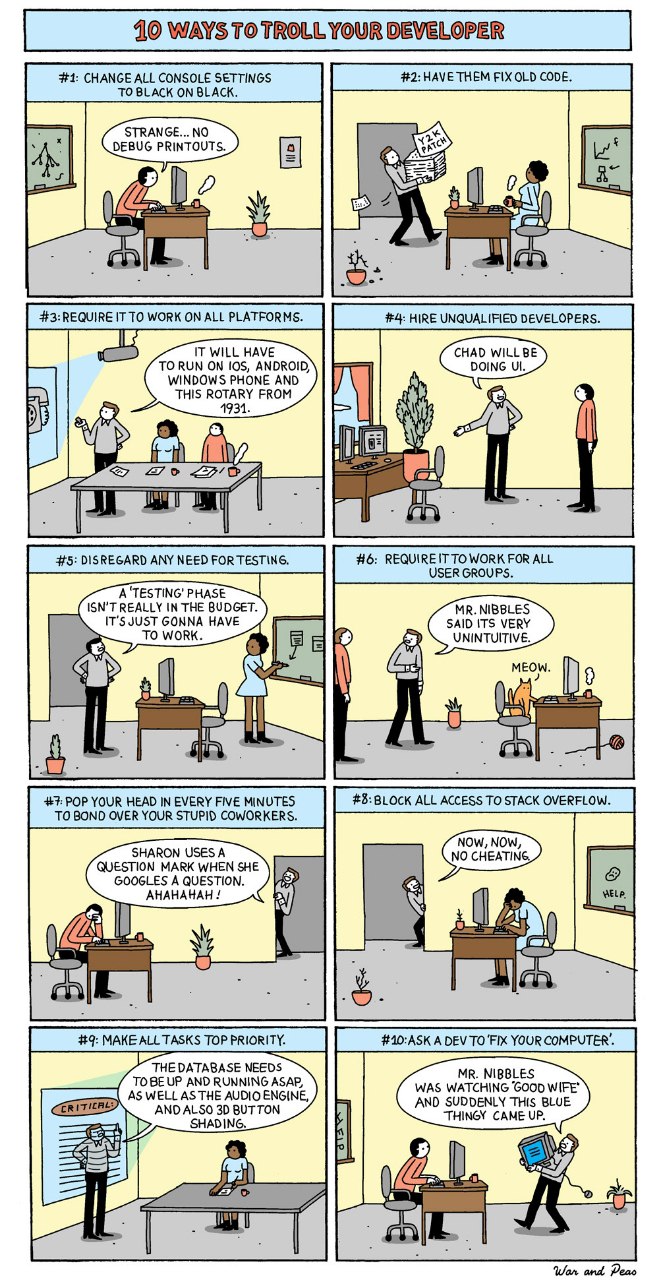 10 WAYS TO TROLL YOUR DEVELOPER
#1: CHANGE ALL CONSOLE SETTINGS
TO BLACK ON BLACK.
STRANGE... NO
DEBUG PRINTOUTS.
#2: HAVE THEM FIX OLD CODE.
Y2K
PATCH
#3: REQUIRE IT TO WORK ON ALL PLATFORMS.
IT WILL HAVE
TO RUN ON IOS, ANDROID,
WINDOWS PHONE AND
THIS ROTARY FROM
1931.
#4: HIRE UNQUALIFIED DEVELOPERS.
CHAD WILL BE
DOING UI.
#5: DISREGARD ANY NEED FOR TESTING.
A 'TESTING' PHASE
ISN'T REALLY IN THE BUDGET.
IT'S JUST GONNA HAVE
TO WORK.
#6: REQUIRE IT TO WORK FOR ALL
USER GROUPS.
MR. NIBBLES
SAID ITS VERY
UNINTUITIVE.
MEOW.
#7: POP YOUR HEAD IN EVERY FIVE MINUTES
TO BOND OVER YOUR STUPID COWORKERS.
SHARON USES A
QUESTION MARK WHEN SHE
GOOGLES A QUESTION.
AHAHAHAH!
#8: BLOCK ALL ACCESS TO STACK OVERFLOW.
NOW, NOW,
NO CHEATING.
HELP.
#9: MAKE ALL TASKS TOP PRIORITY.
THE DATABASE NEEDS
TO BE UP AND RUNNING ASAP,
AS WELL AS THE AUDIO ENGINE,
AND ALSO 3D BUTTON
SHADING.
CRITICAL:
#10: ASK A DEV TO 'FIX YOUR COMPUTER'.
MR. NIBBLES
WAS WATCHING "GOOD WIFE"
AND SUDDENLY THIS BLUE
THINGY CAME UP.
HELP
War and Peas